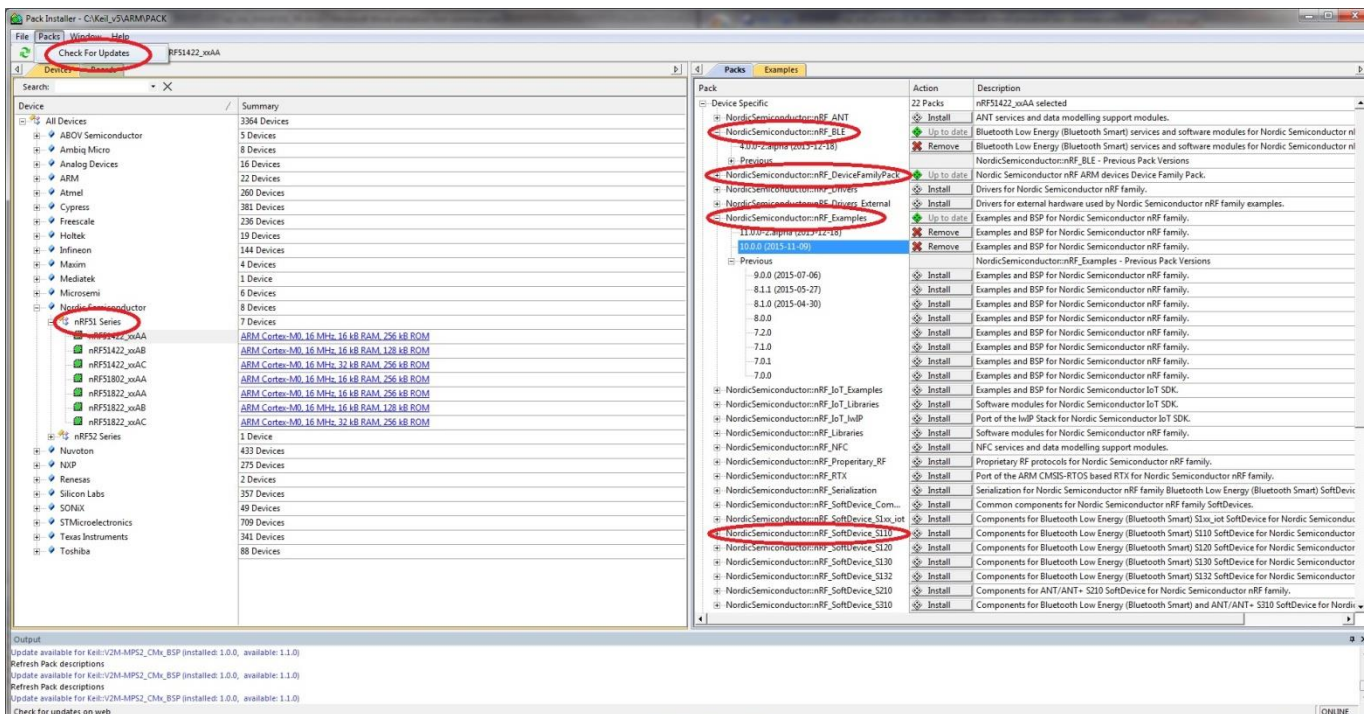 Pack Installer - C:\Keil_v5\ARM\PACK
File Packs Window Help
Check For Updates
RF51422_xxAA
Devices Boards
Search:
Device / Summary
All Devices 3364 Devices
ABOV Semiconductor 5 Devices
Ambiq Micro 8 Devices
Analog Devices 16 Devices
ARM 22 Devices
Atmel 260 Devices
Cypress 381 Devices
Freescale 236 Devices
Holtek 19 Devices
Infineon 144 Devices
Maxim 4 Devices
Mediatek 1 Device
Microsemi 6 Devices
Nordic Semiconductor 8 Devices
nRF51 Series 7 Devices
nRF51422_xxAA ARM Cortex-M0, 16 MHz, 16 kB RAM, 256 kB ROM
nRF51422_xxAB ARM Cortex-M0, 16 MHz, 16 kB RAM, 128 kB ROM
nRF51422_xxAC ARM Cortex-M0, 16 MHz, 32 kB RAM, 256 kB ROM
nRF51802_xxAA ARM Cortex-M0, 16 MHz, 16 kB RAM, 256 kB ROM
nRF51822_xxAA ARM Cortex-M0, 16 MHz, 16 kB RAM, 256 kB ROM
nRF51822_xxAB ARM Cortex-M0, 16 MHz, 16 kB RAM, 128 kB ROM
nRF51822_xxAC ARM Cortex-M0, 16 MHz, 32 kB RAM, 256 kB ROM
nRF52 Series 1 Device
Nuvoton 433 Devices
NXP 275 Devices
Renesas 2 Devices
Silicon Labs 357 Devices
SONiX 49 Devices
STMicroelectronics 709 Devices
Texas Instruments 341 Devices
Toshiba 88 Devices
Packs Examples
Pack Action Description
Device Specific 22 Packs nRF51422_xxAA selected
NordicSemiconductor::nRF_ANT Install ANT services and data modelling support modules.
NordicSemiconductor::nRF_BLE Up to date Bluetooth Low Energy (Bluetooth Smart) services and software modules for Nordic Semiconductor nl
4.0.0-2.alpha (2015-12-18) Remove Bluetooth Low Energy (Bluetooth Smart) services and software modules for Nordic Semiconductor nl
Previous NordicSemiconductor::nRF_BLE - Previous Pack Versions
NordicSemiconductor::nRF_DeviceFamilyPack Up to date Nordic Semiconductor nRF ARM devices Device Family Pack.
NordicSemiconductor::nRF_Drivers Install Drivers for Nordic Semiconductor nRF family.
NordicSemiconductor::nRF_Drivers_External Install Drivers for external hardware used by Nordic Semiconductor nRF family examples.
NordicSemiconductor::nRF_Examples Up to date Examples and BSP for Nordic Semiconductor nRF family.
11.0.0-2.alpha (2015-12-18) Remove Examples and BSP for Nordic Semiconductor nRF family.
10.0.0 (2015-11-09) Remove Examples and BSP for Nordic Semiconductor nRF family.
Previous NordicSemiconductor::nRF_Examples - Previous Pack Versions
9.0.0 (2015-07-06) Install Examples and BSP for Nordic Semiconductor nRF family.
8.1.1 (2015-05-27) Install Examples and BSP for Nordic Semiconductor nRF family.
8.1.0 (2015-04-30) Install Examples and BSP for Nordic Semiconductor nRF family.
8.0.0 Install Examples and BSP for Nordic Semiconductor nRF family.
7.2.0 Install Examples and BSP for Nordic Semiconductor nRF family.
7.1.0 Install Examples and BSP for Nordic Semiconductor nRF family.
7.0.1 Install Examples and BSP for Nordic Semiconductor nRF family.
7.0.0 Install Examples and BSP for Nordic Semiconductor nRF family.
NordicSemiconductor::nRF_IoT_Examples Install Examples and BSP for Nordic Semiconductor IoT SDK.
NordicSemiconductor::nRF_IoT_Libraries Install Software modules for Nordic Semiconductor IoT SDK.
NordicSemiconductor::nRF_IoT_lwIP Install Port of the lwIP Stack for Nordic Semiconductor IoT SDK.
NordicSemiconductor::nRF_Libraries Install Software modules for Nordic Semiconductor nRF family.
NordicSemiconductor::nRF_NFC Install NFC services and data modelling support modules.
NordicSemiconductor::nRF_Properitary_RF Install Proprietary RF protocols for Nordic Semiconductor nRF family.
NordicSemiconductor::nRF_RTX Install Port of the ARM CMSIS-RTOS based RTX for Nordic Semiconductor nRF family.
NordicSemiconductor::nRF_Serialization Install Serialization for Nordic Semiconductor nRF family Bluetooth Low Energy (Bluetooth Smart) SoftDevic
NordicSemiconductor::nRF_SoftDevice_Com... Install Common components for Nordic Semiconductor nRF family SoftDevices.
NordicSemiconductor::nRF_SoftDevice_S1xx_iot Install Components for Bluetooth Low Energy (Bluetooth Smart) S1xx_iot SoftDevice for Nordic Semiconduc
NordicSemiconductor::nRF_SoftDevice_S110 Install Components for Bluetooth Low Energy (Bluetooth Smart) S110 SoftDevice for Nordic Semiconductor
NordicSemiconductor::nRF_SoftDevice_S120 Install Components for Bluetooth Low Energy (Bluetooth Smart) S120 SoftDevice for Nordic Semiconductor
NordicSemiconductor::nRF_SoftDevice_S130 Install Components for Bluetooth Low Energy (Bluetooth Smart) S130 SoftDevice for Nordic Semiconductor
NordicSemiconductor::nRF_SoftDevice_S132 Install Components for Bluetooth Low Energy (Bluetooth Smart) S132 SoftDevice for Nordic Semiconductor
NordicSemiconductor::nRF_SoftDevice_S210 Install Components for ANT/ANT+ S210 SoftDevice for Nordic Semiconductor nRF family.
NordicSemiconductor::nRF_SoftDevice_S310 Install Components for Bluetooth Low Energy (Bluetooth Smart) and ANT/ANT+ S310 SoftDevice for Nordic
Output
Update available for Keil::V2M-MPS2_CMx_BSP (installed: 1.0.0, available: 1.1.0)
Refresh Pack descriptions
Update available for Keil::V2M-MPS2_CMx_BSP (installed: 1.0.0, available: 1.1.0)
Refresh Pack descriptions
Update available for Keil::V2M-MPS2_CMx_BSP (installed: 1.0.0, available: 1.1.0)
Check for updates on web ONLINE